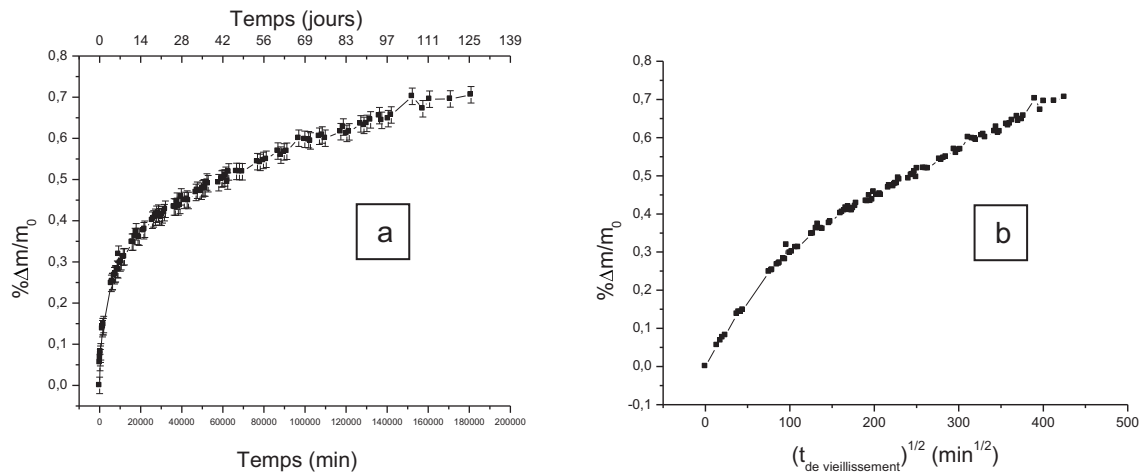 Temps (jours)
0 14 28 42 56 69 83 97 111 125 139
0,8
0,7
0,6
0,5
0,4
0,3
0,2
0,1
0,0
%Δm/m0
a
0 20000 40000 60000 80000 100000 120000 140000 160000 180000 200000
Temps (min)
0,8
0,7
0,6
0,5
0,4
0,3
0,2
0,1
0,0
-0,1
%Δm/m0
b
0 100 200 300 400 500
(t de vieillissement)1/2 (min1/2)